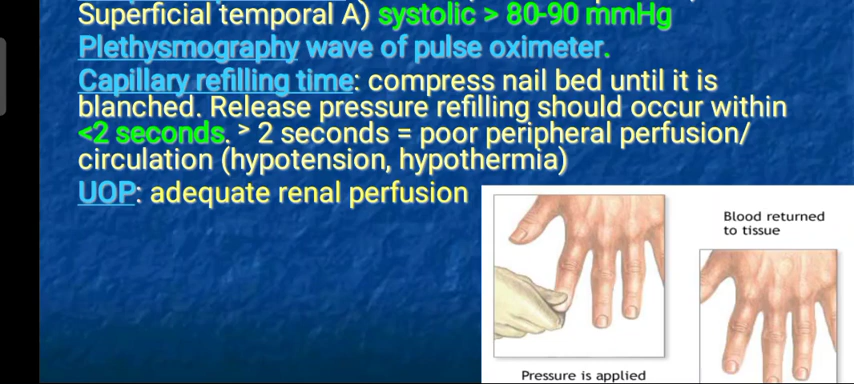 Superficial temporal A) systolic > 80-90 mmHg
Plethysmography wave of pulse oximeter.
Capillary refilling time: compress nail bed until it is
blanched. Release pressure refilling should occur within
<2 seconds. > 2 seconds = poor peripheral perfusion/
circulation (hypotension, hypothermia)
UOP: adequate renal perfusion
Blood returned
to tissue
Pressure is applied